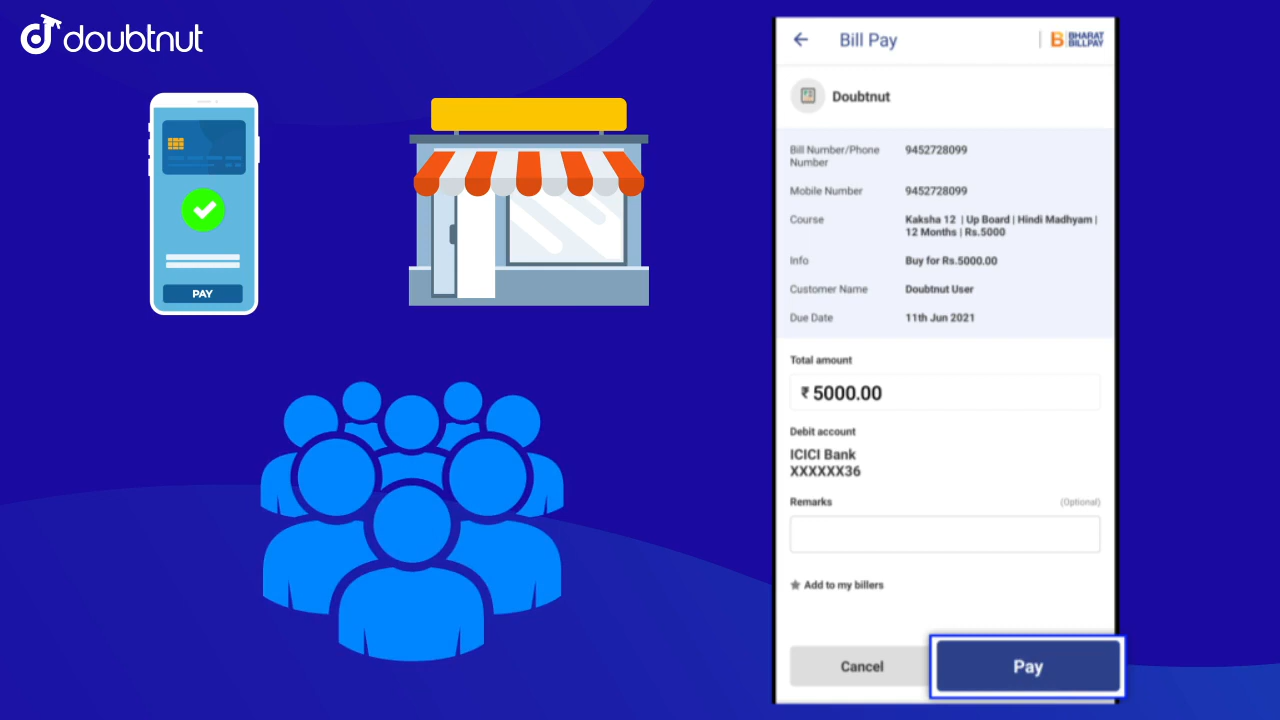 doubtnut
PAY
Bill Pay
BHARAT
BILLPAY
Doubtnut
Bill Number/Phone 9452728099
Number
Mobile Number 9452728099
Course Kaksha 12 | Up Board | Hindi Madhyam |
12 Months | Rs.5000
Info Buy for Rs.5000.00
Customer Name Doubtnut User
Due Date 11th Jun 2021
Total amount
₹ 5000.00
Debit account
ICICI Bank
XXXXXX36
Remarks (Optional)
Add to my billers
Cancel Pay